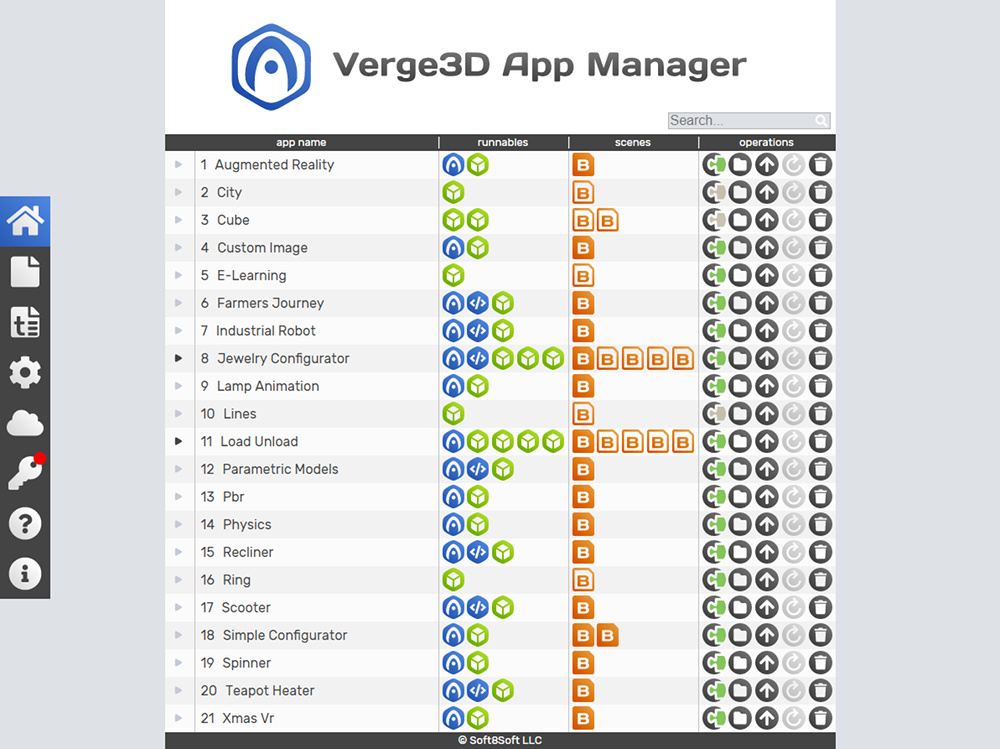 Verge3D App Manager
Search...
app name runnables scenes operations
1 Augmented Reality B
2 City B
3 Cube B B
4 Custom Image B
5 E-Learning B
6 Farmers Journey </> B
7 Industrial Robot </> B
8 Jewelry Configurator </> B B B B B
9 Lamp Animation B
10 Lines B
11 Load Unload B B B B B
12 Parametric Models </> B
13 Pbr B
14 Physics B
15 Recliner </> B
16 Ring B
17 Scooter </> B
18 Simple Configurator B B
19 Spinner B
20 Teapot Heater </> B
21 Xmas Vr B
tE
?
i
© Soft8Soft LLC